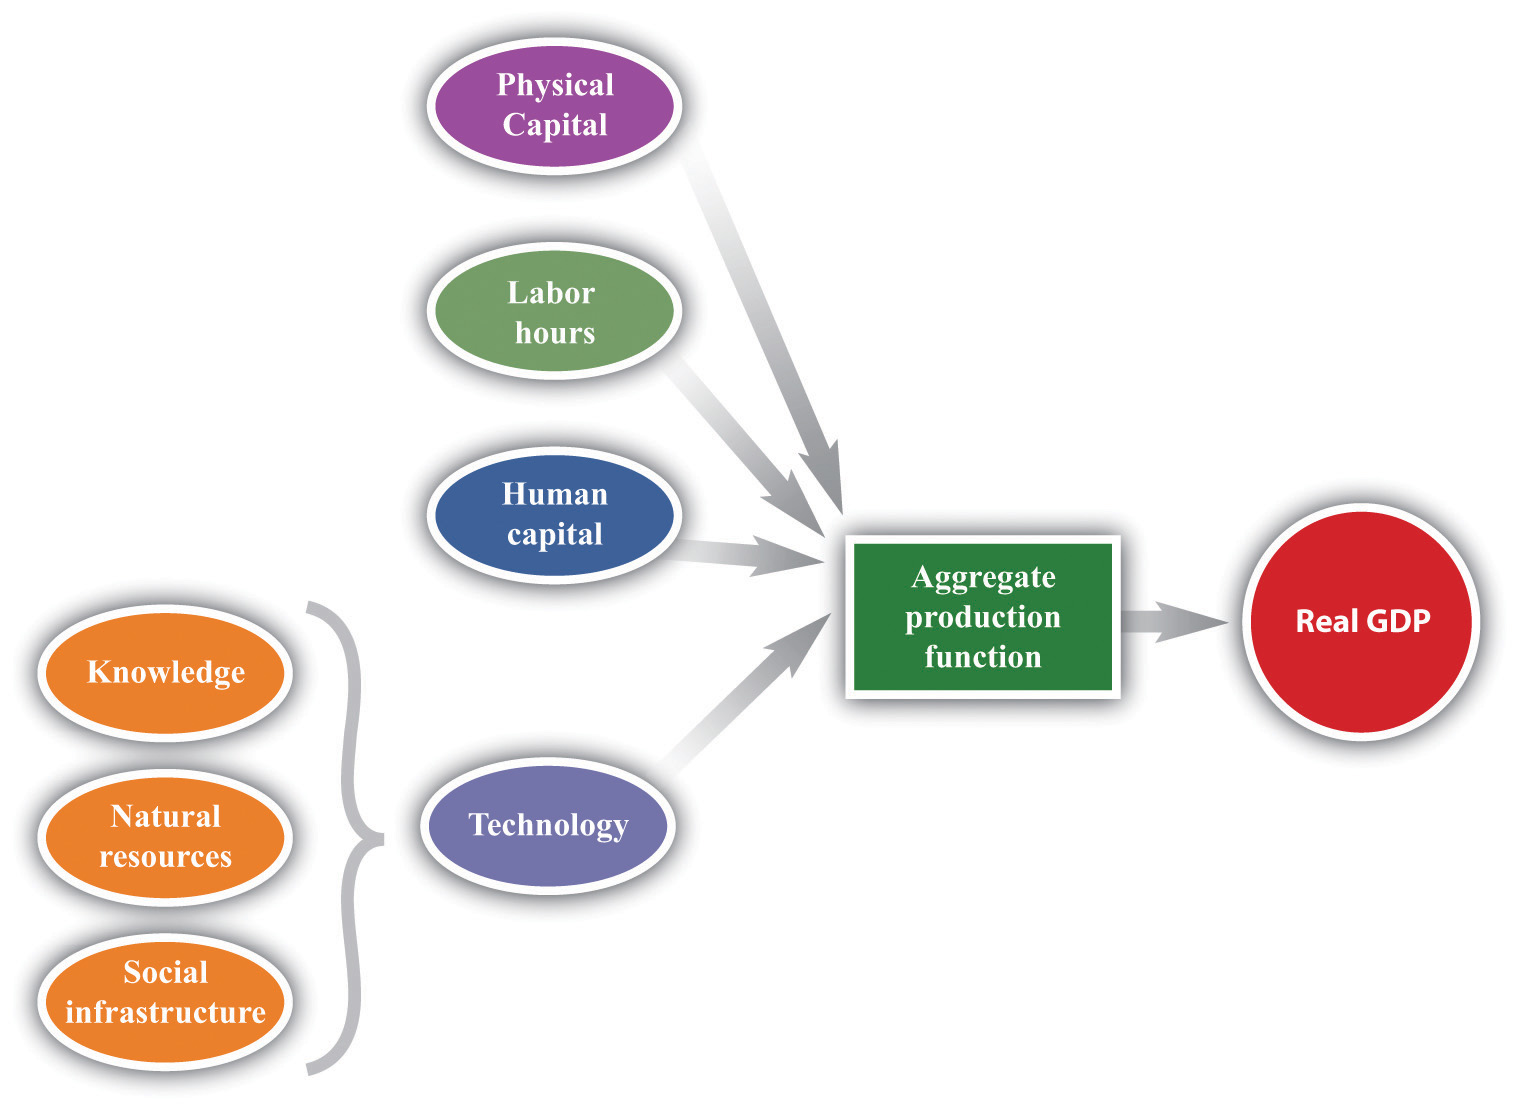 Physical
Capital
Labor
hours
Human
capital
Knowledge
Natural
resources
Social
infrastructure
Technology
Aggregate
production
function
Real GDP